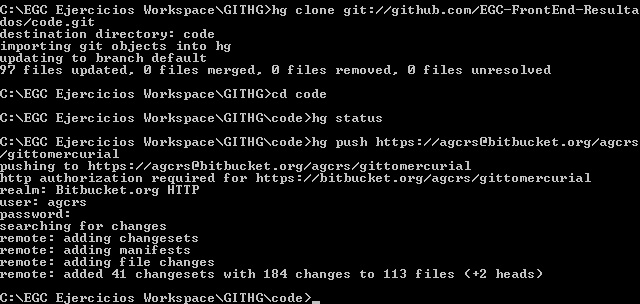 C:\EGC Ejercicios Workspace\GITHG>hg clone git://github.com/EGC-FrontEnd-Resulta
dos/code.git
destination directory: code
importing git objects into hg
updating to branch default
97 files updated, 0 files merged, 0 files removed, 0 files unresolved
C:\EGC Ejercicios Workspace\GITHG>cd code
C:\EGC Ejercicios Workspace\GITHG\code>hg status
C:\EGC Ejercicios Workspace\GITHG\code>hg push https://agcrs@bitbucket.org/agcrs
/gittomercurial
pushing to https://agcrs@bitbucket.org/agcrs/gittomercurial
http authorization required for https://bitbucket.org/agcrs/gittomercurial
realm: Bitbucket.org HTTP
user: agcrs
password:
searching for changes
remote: adding changesets
remote: adding manifests
remote: adding file changes
remote: added 41 changesets with 184 changes to 113 files (+2 heads)
C:\EGC Ejercicios Workspace\GITHG\code>_